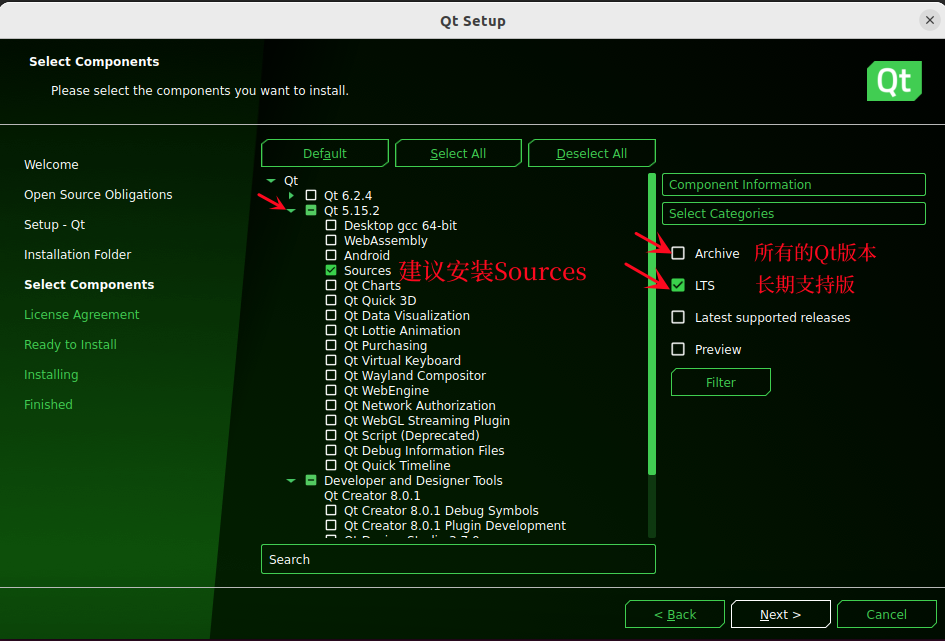 Qt Setup
Select Components
Please select the components you want to install.
Qt
Welcome
Open Source Obligations
Setup - Qt
Installation Folder
Select Components
License Agreement
Ready to Install
Installing
Finished
Default
Select All
Deselect All
Qt
Qt 6.2.4
Qt 5.15.2
Desktop gcc 64-bit
WebAssembly
Android
Sources
建议安装Sources
Qt Charts
Qt Quick 3D
Qt Data Visualization
Qt Lottie Animation
Qt Purchasing
Qt Virtual Keyboard
Qt Wayland Compositor
Qt WebEngine
Qt Network Authorization
Qt WebGL Streaming Plugin
Qt Script (Deprecated)
Qt Debug Information Files
Qt Quick Timeline
Developer and Designer Tools
Qt Creator 8.0.1
Qt Creator 8.0.1 Debug Symbols
Qt Creator 8.0.1 Plugin Development
Search
Component Information
Select Categories
Archive 所有的Qt版本
LTS 长期支持版
Latest supported releases
Preview
Filter
< Back
Next >
Cancel